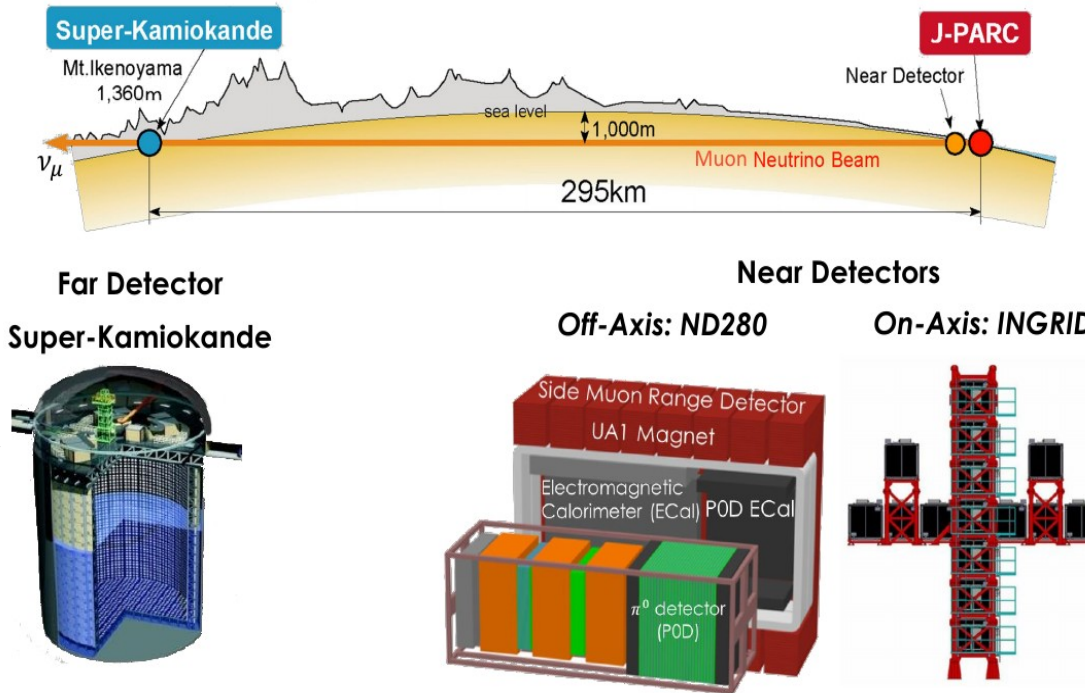 Super-Kamiokande
J-PARC
Mt.Ikenoyama
1,360m
Near Detector
sea level
1,000m
ν_μ
Muon Neutrino Beam
295km
Far Detector
Near Detectors
Super-Kamiokande
Off-Axis: ND280
On-Axis: INGRID
Side Muon Range Detector
UA1 Magnet
Electromagnetic
Calorimeter (ECal)
P0D ECal
π⁰ detector
(P0D)